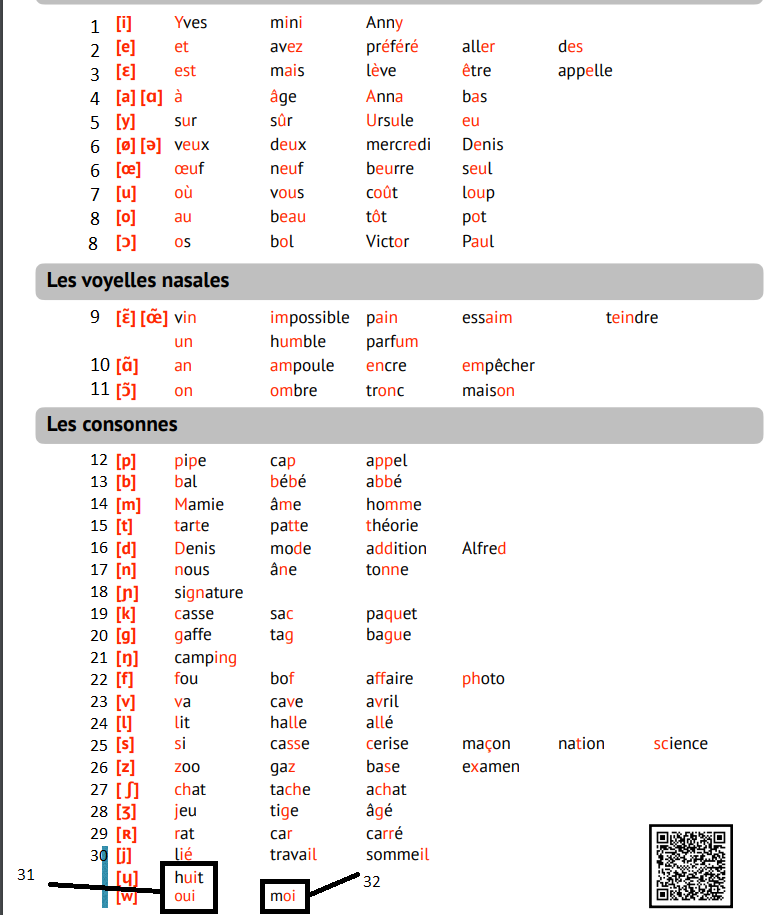 1 [i] Yves mini Anny
2 [e] et avez préféré aller des
3 [ɛ] est mais lève être appelle
4 [a] [ɑ] à âge Anna bas
5 [y] sur sûr Ursule eu
6 [ø] [ə] veux deux mercredi Denis
6 [œ] œuf neuf beurre seul
7 [u] où vous coût loup
8 [o] au beau tôt pot
8 [ɔ] os bol Victor Paul
Les voyelles nasales
9 [ɛ̃] [œ̃] vin impossible pain essaim teindre
un humble parfum
10 [ɑ̃] an ampoule encre empêcher
11 [ɔ̃] on ombre tronc maison
Les consonnes
12 [p] pipe cap appel
13 [b] bal bébé abbé
14 [m] Mamie âme homme
15 [t] tarte patte théorie
16 [d] Denis mode addition Alfred
17 [n] nous âne tonne
18 [ɲ] signature
19 [k] casse sac paquet
20 [g] gaffe tag bague
21 [ŋ] camping
22 [f] fou bof affaire photo
23 [v] va cave avril
24 [l] lit halle allé
25 [s] si casse cerise maçon nation science
26 [z] zoo gaz base examen
27 [ʃ] chat tache achat
28 [ʒ] jeu tige âgé
29 [ʀ] rat car carré
30 [j] lié travail sommeil
31 [ɥ] huit 32
[w] oui moi